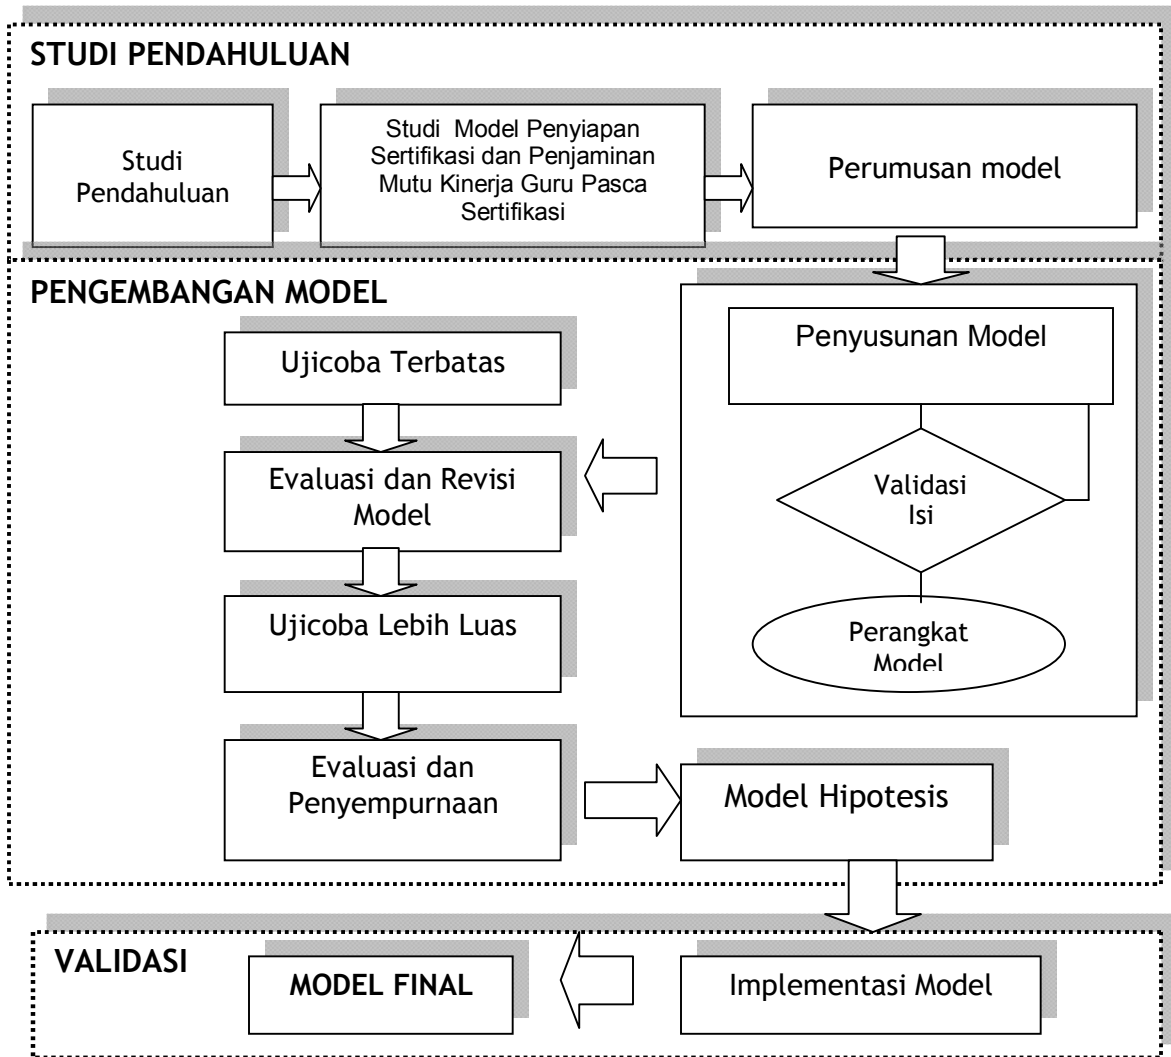 STUDI PENDAHULUAN
Studi
Pendahuluan
Studi Model Penyiapan
Sertifikasi dan Penjaminan
Mutu Kinerja Guru Pasca
Sertifikasi
Perumusan model
PENGEMBANGAN MODEL
Penyusunan Model
Validasi
Isi
Perangkat
Model
Ujicoba Terbatas
Evaluasi dan Revisi
Model
Ujicoba Lebih Luas
Evaluasi dan
Penyempurnaan
Model Hipotesis
VALIDASI
Implementasi Model
MODEL FINAL